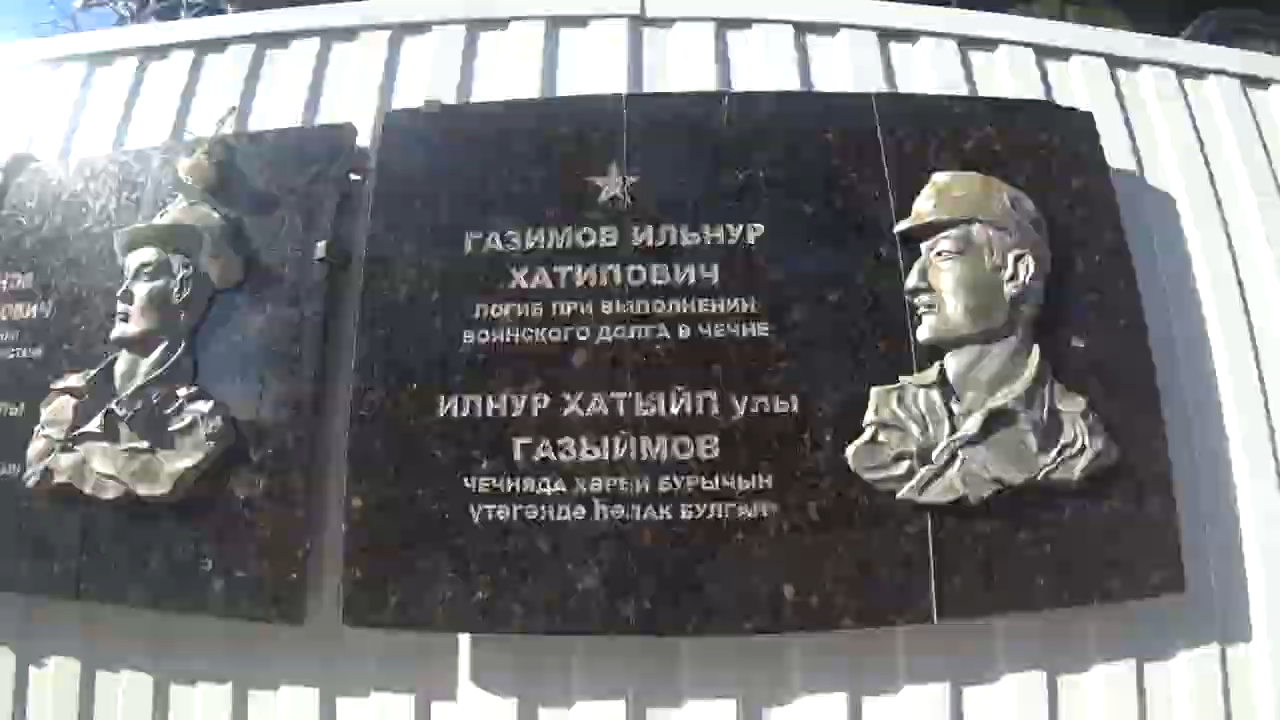 ГАЗИМОВ ИЛЬНУР
ХАТИПОВИЧ
ПОГИБ ПРИ ВЫПОЛНЕНИИ
ВОИНСКОГО ДОЛГА В ЧЕЧНЕ
ИЛНУР ХАТЫЙП улы
ГАЗЫЙМОВ
ЧЕЧНЯДА ХӘРБИ БУРЫЧЫН
ҮТӘГӘНДӘ ҺӘЛАК БУЛГАН